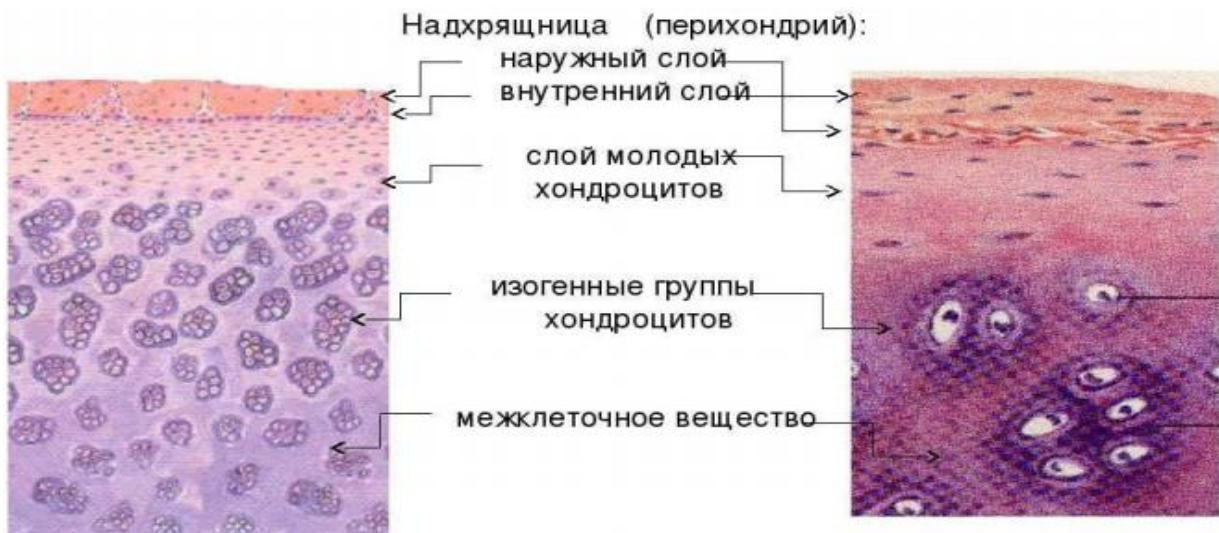 Надхрящница (перихондрий):
наружный слой
внутренний слой
слой молодых
хондроцитов
изогенные группы
хондроцитов
межклеточное вещество